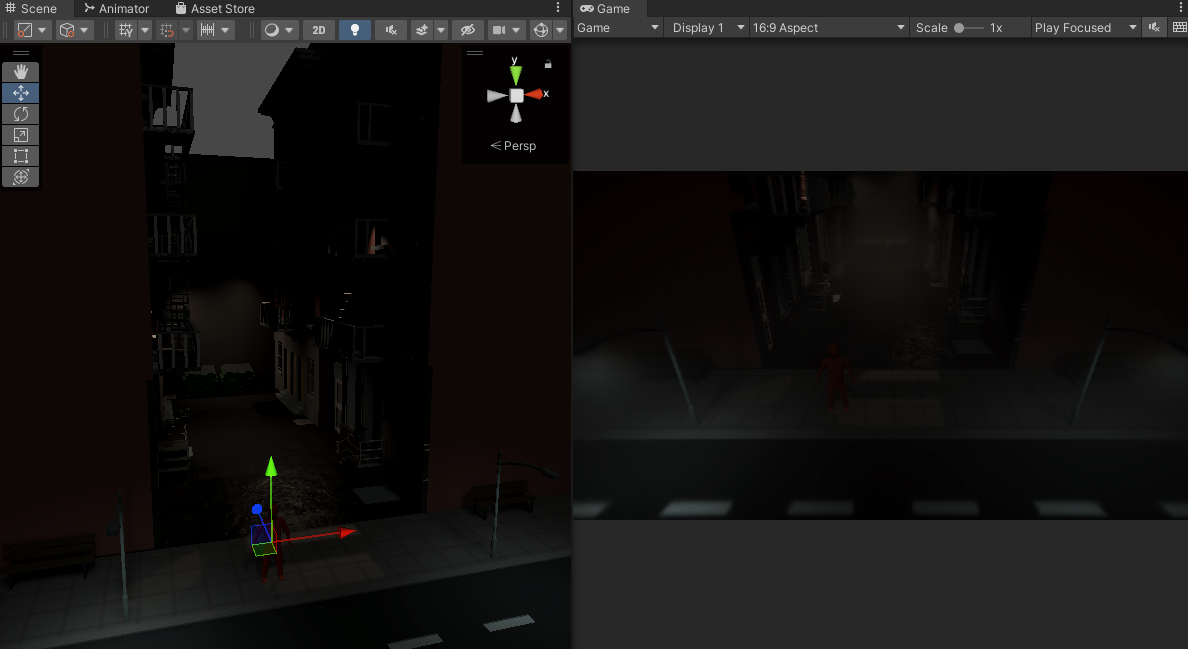 Scene Animator Asset Store
Game
2D
Game Display 1 16:9 Aspect Scale 1x Play Focused
y
x
Persp